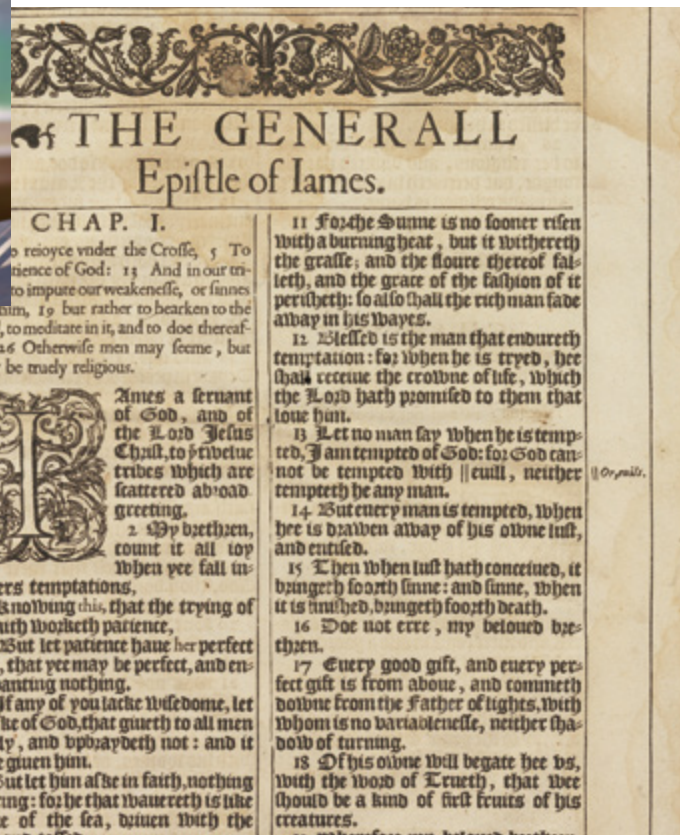 THE GENERALL
Epiſtle of Iames.
CHAP. I.
reioyce vnder the Croſſe, 5 To
tience of God: 13 And in our tri-
to impute our weakeneſſe, or ſinnes
him, 19 but rather to hearken to the
, to meditate in it, and to doe thereaf-
26 Otherwiſe men may ſeeme, but
be truely religious.
IAmes a ſeruant
of God, and of
the Lord Jeſus
Chriſt, to yͤ twelue
tribes which are
ſcattered abroad
greeting.
2 My brethren,
count it all ioy
when yee fall in-
ers temptations,
Knowing this, that the trying of
aith worketh patience,
But let patience haue her perfect
, that yee may be perfect, and en-
anting nothing.
If any of you lacke wiſedome, let
ke of God, that giueth to all men
ly, and vpbraydeth not: and it
e giuen him.
But let him aſke in faith, nothing
ring: for he that wauereth is like
e of the ſea, driuen with the
11 For the Sunne is no ſooner riſen
with a burning heat, but it withereth
the graſſe; and the floure thereof fal-
leth, and the grace of the faſhion of it
periſheth: ſo alſo ſhall the rich man fade
away in his wayes.
12 Bleſſed is the man that endureth
temptation: for when he is tryed, hee
ſhall receiue the crowne of life, which
the Lord hath promiſed to them that
loue him.
13 Let no man ſay when he is temp-
ted, I am tempted of God: for God can-
not be tempted with ||euill, neither
tempteth he any man.
14 But euery man is tempted, when
hee is drawen away of his owne luſt,
and entiſed.
15 Then when luſt hath conceiued, it
bringeth foorth ſinne: and ſinne, when
it is finiſhed, bringeth foorth death.
16 Doe not erre, my beloued bre-
thren.
17 Euery good gift, and euery per-
fect gift is from aboue, and commeth
downe from the Father of lights, with
whom is no variableneſſe, neither ſha-
dow of turning.
18 Of his owne will begate hee vs,
with the word of Trueth, that wee
ſhould be a kind of firſt fruits of his
creatures.
||Or, euils.